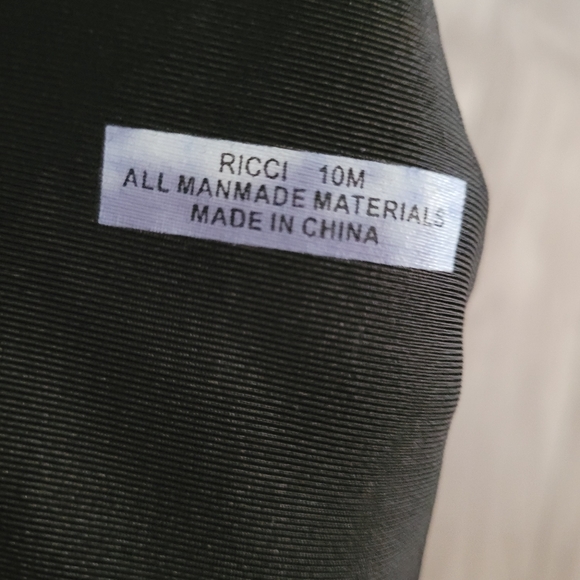 RICCI 10M
ALL MANMADE MATERIALS
MADE IN CHINA